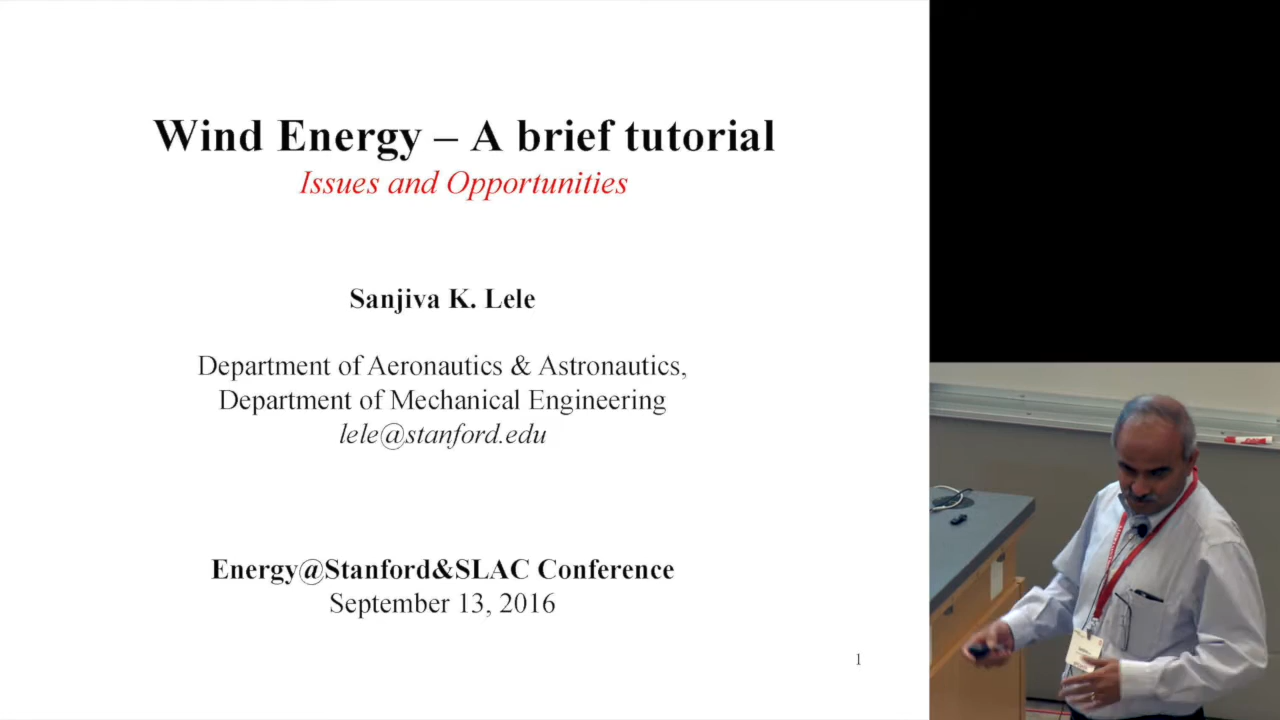 Wind Energy – A brief tutorial
Issues and Opportunities
Sanjiva K. Lele
Department of Aeronautics & Astronautics,
Department of Mechanical Engineering
lele@stanford.edu
Energy@Stanford&SLAC Conference
September 13, 2016
1